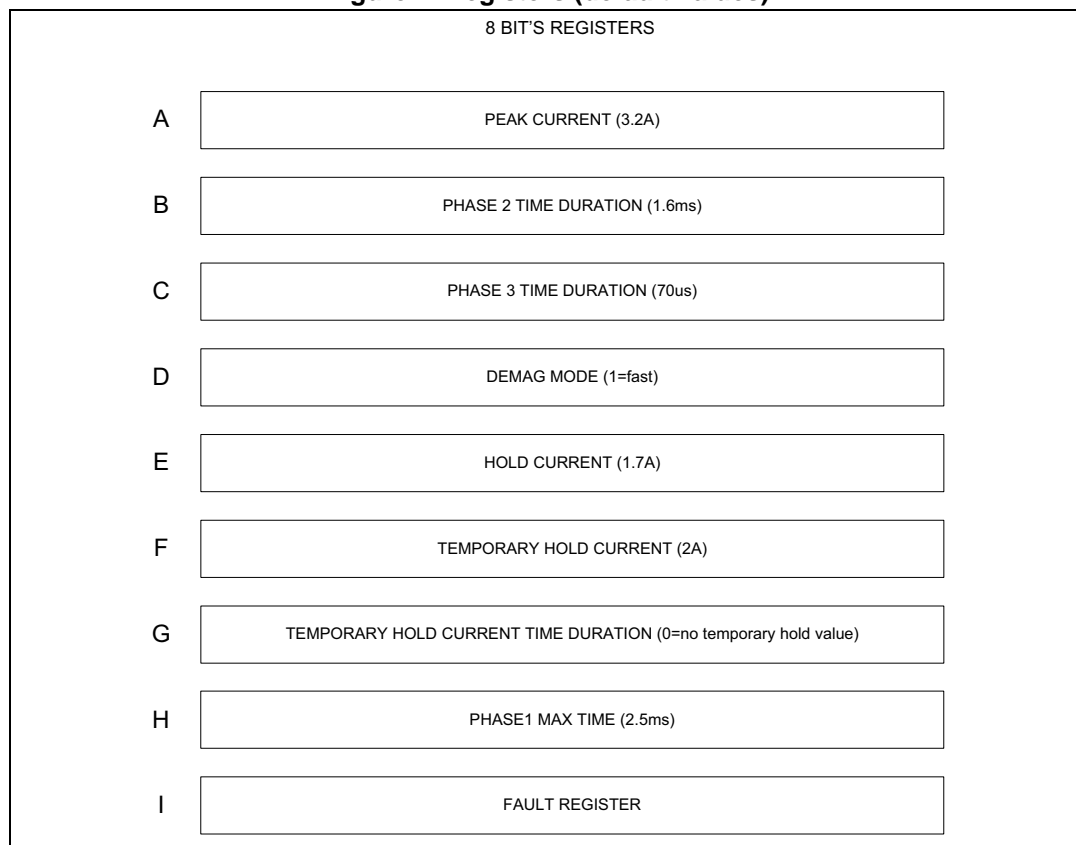 8 BIT'S REGISTERS
A PEAK CURRENT (3.2A)
B PHASE 2 TIME DURATION (1.6ms)
C PHASE 3 TIME DURATION (70us)
D DEMAG MODE (1=fast)
E HOLD CURRENT (1.7A)
F TEMPORARY HOLD CURRENT (2A)
G TEMPORARY HOLD CURRENT TIME DURATION (0=no temporary hold value)
H PHASE1 MAX TIME (2.5ms)
I FAULT REGISTER